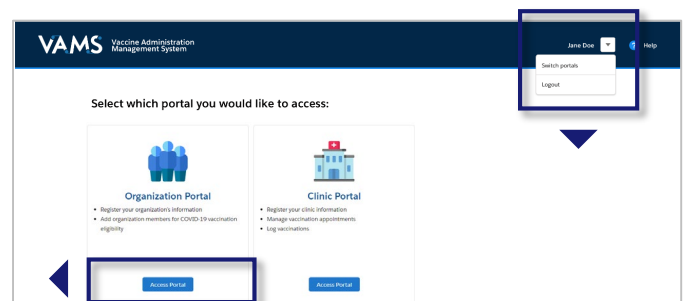 VAMS
Vaccine Administration
Management System
Jane Doe
? Help
Switch portals
Logout
Select which portal you would like to access:
Organization Portal
• Register your organization's information
• Add organization members for COVID-19 vaccination
eligibility
Access Portal
Clinic Portal
• Register your clinic information
• Manage vaccination appointments
• Log vaccinations
Access Portal